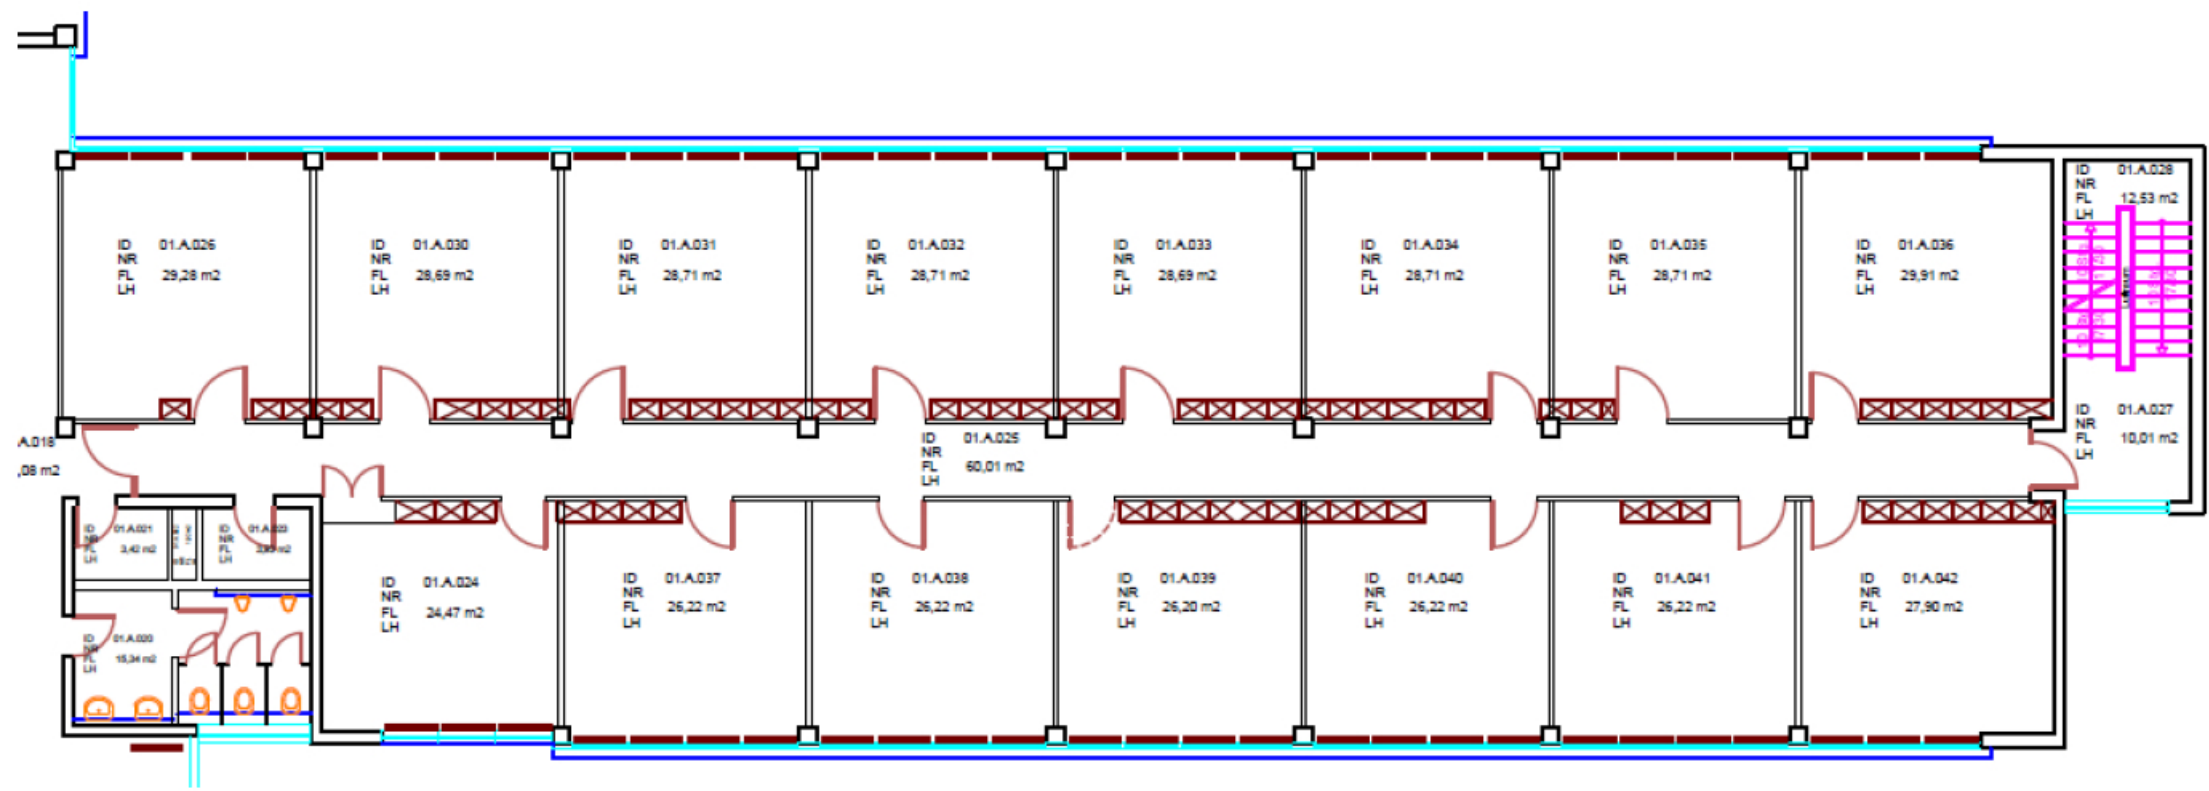 ID 01.A.028
NR
FL 12,53 m2
LH
ID 01.A.026
NR
FL 29,28 m2
LH
ID 01.A.030
NR
FL 28,69 m2
LH
ID 01.A.031
NR
FL 28,71 m2
LH
ID 01.A.032
NR
FL 28,71 m2
LH
ID 01.A.033
NR
FL 28,69 m2
LH
ID 01.A.034
NR
FL 28,71 m2
LH
ID 01.A.035
NR
FL 28,71 m2
LH
ID 01.A.036
NR
FL 29,91 m2
LH
A.018
,08 m2
ID 01.A.025
NR
FL 60,01 m2
LH
ID 01.A.027
NR
FL 10,01 m2
LH
ID 01.A.021
NR
FL 3,42 m2
LH
ID 01.A.023
NR
FL
LH
ID 01.A.024
NR
FL 24,47 m2
LH
ID 01.A.037
NR
FL 26,22 m2
LH
ID 01.A.038
NR
FL 26,22 m2
LH
ID 01.A.039
NR
FL 26,20 m2
LH
ID 01.A.040
NR
FL 26,22 m2
LH
ID 01.A.041
NR
FL 26,22 m2
LH
ID 01.A.042
NR
FL 27,90 m2
LH
ID 01.A.020
NR
FL 15,34 m2
LH